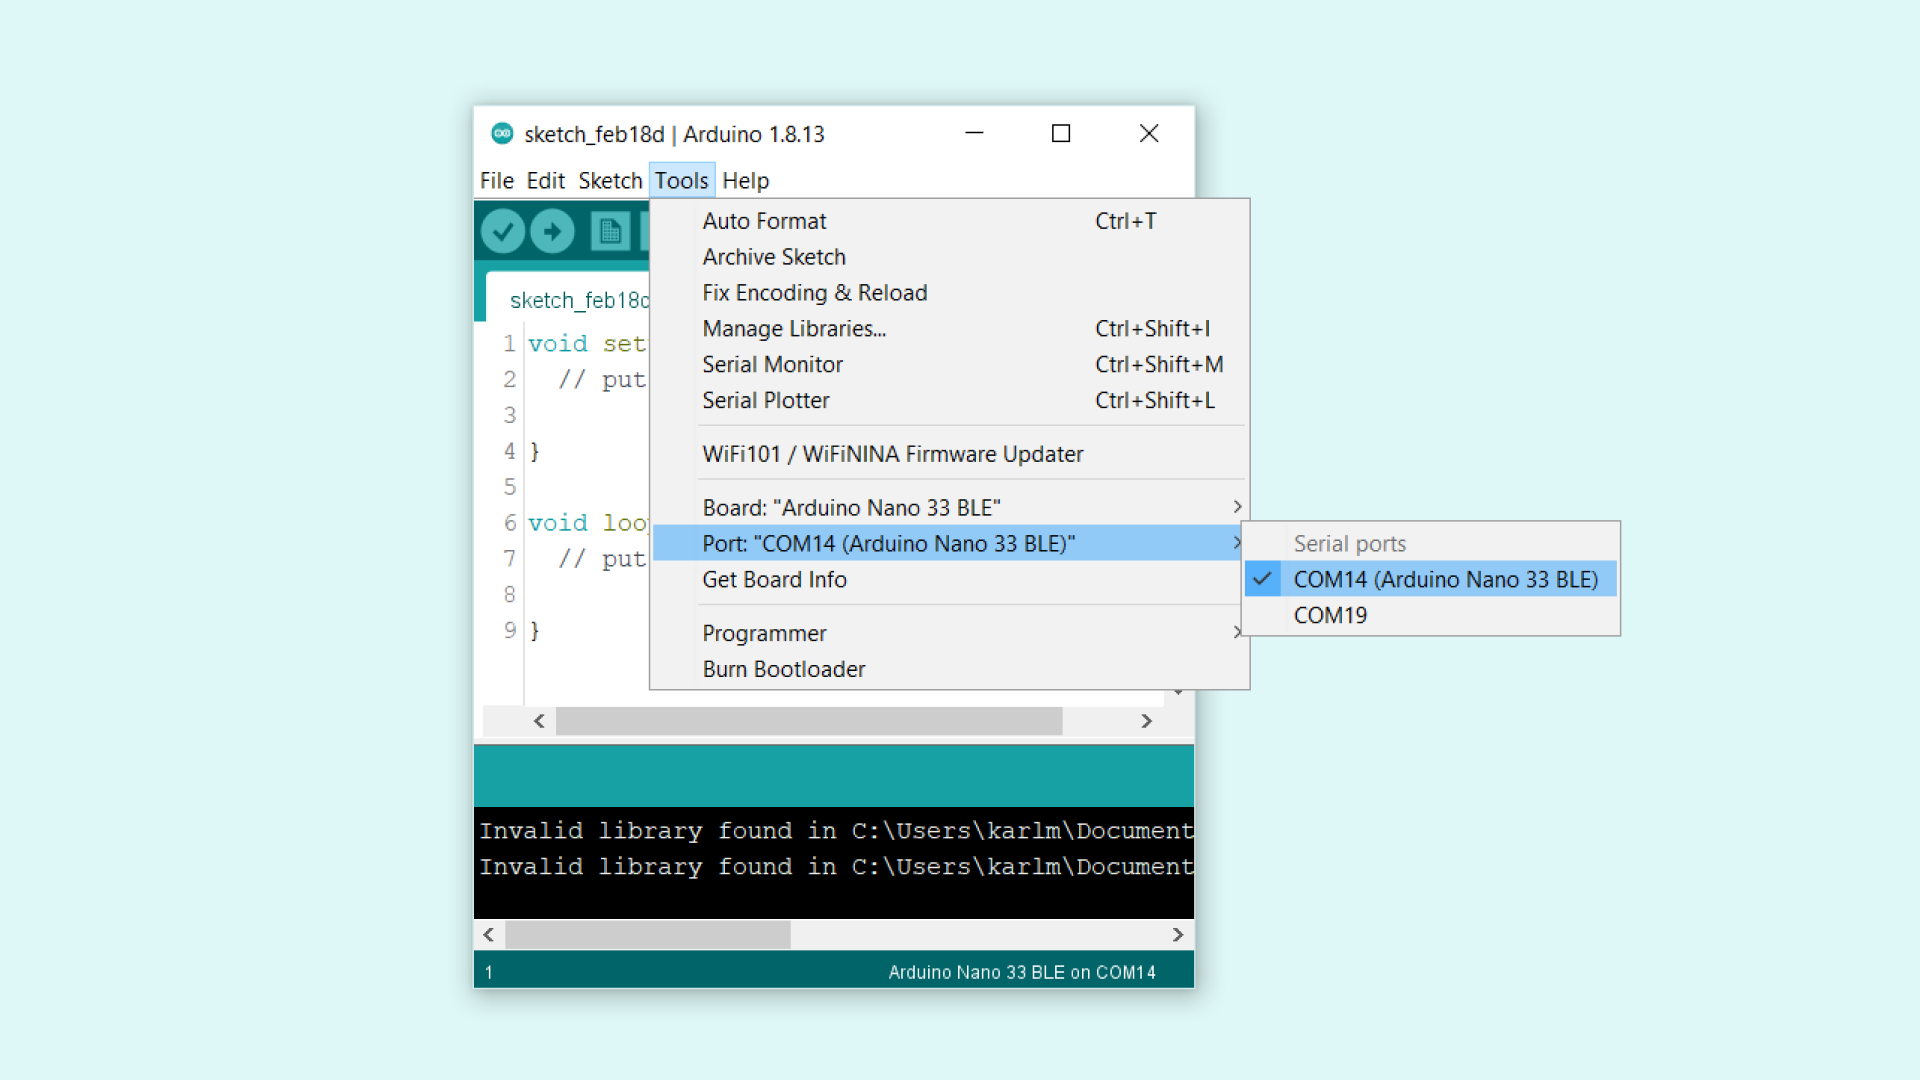 sketch_feb18d | Arduino 1.8.13
File Edit Sketch Tools Help
Auto Format Ctrl+T
Archive Sketch
Fix Encoding & Reload
Manage Libraries... Ctrl+Shift+I
Serial Monitor Ctrl+Shift+M
Serial Plotter Ctrl+Shift+L
WiFi101 / WiFiNINA Firmware Updater
Board: "Arduino Nano 33 BLE"
Port: "COM14 (Arduino Nano 33 BLE)"
Get Board Info
Programmer
Burn Bootloader
Serial ports
COM14 (Arduino Nano 33 BLE)
COM19
sketch_feb18d
1 void set
2 // put
3
4 }
5
6 void loo
7 // put
8
9 }
Invalid library found in C:\Users\karlm\Document
Invalid library found in C:\Users\karlm\Document
1 Arduino Nano 33 BLE on COM14